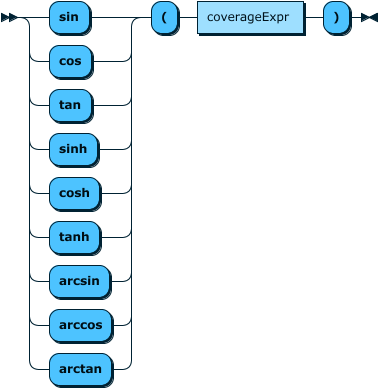 sin ( coverageExpr )
cos
tan
sinh
cosh
tanh
arcsin
arccos
arctan